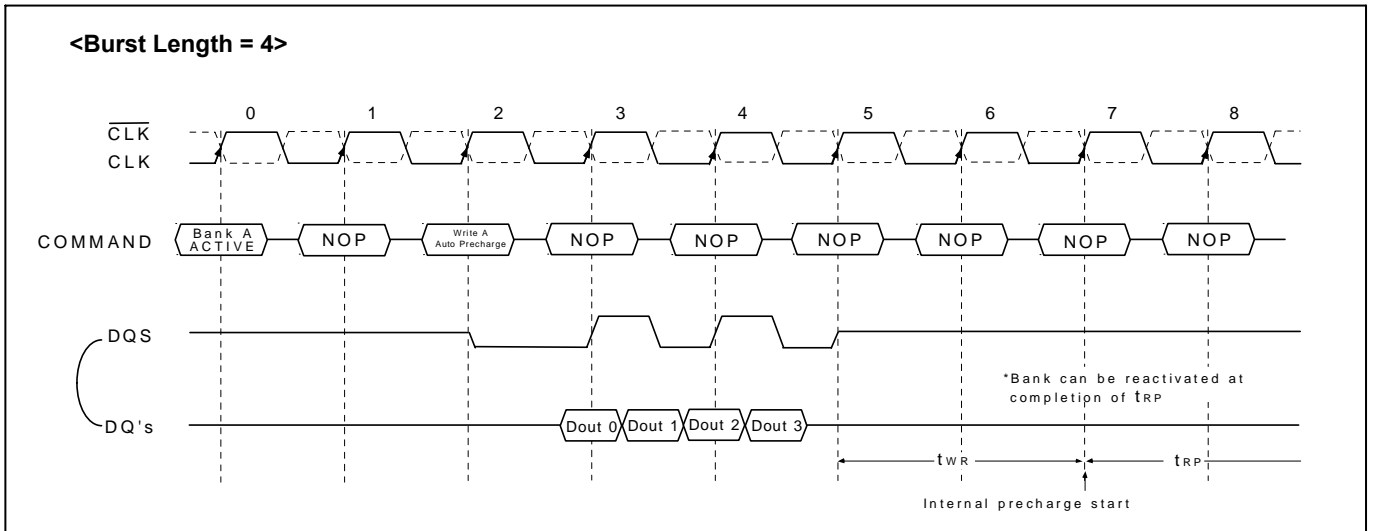 <Burst Length = 4>
0 1 2 3 4 5 6 7 8
CLK
CLK
COMMAND
Bank A
ACTIVE
NOP
Write A
Auto Precharge
NOP
NOP
NOP
NOP
NOP
NOP
DQS
*Bank can be reactivated at
completion of tRP
DQ's
Dout 0 Dout 1 Dout 2 Dout 3
tWR
tRP
Internal precharge start